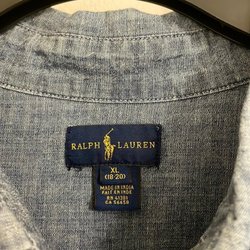 RALPH LAUREN
XL
(18-20)
MADE IN INDIA
FAIT EN INDE
RN 41381
CA 56658